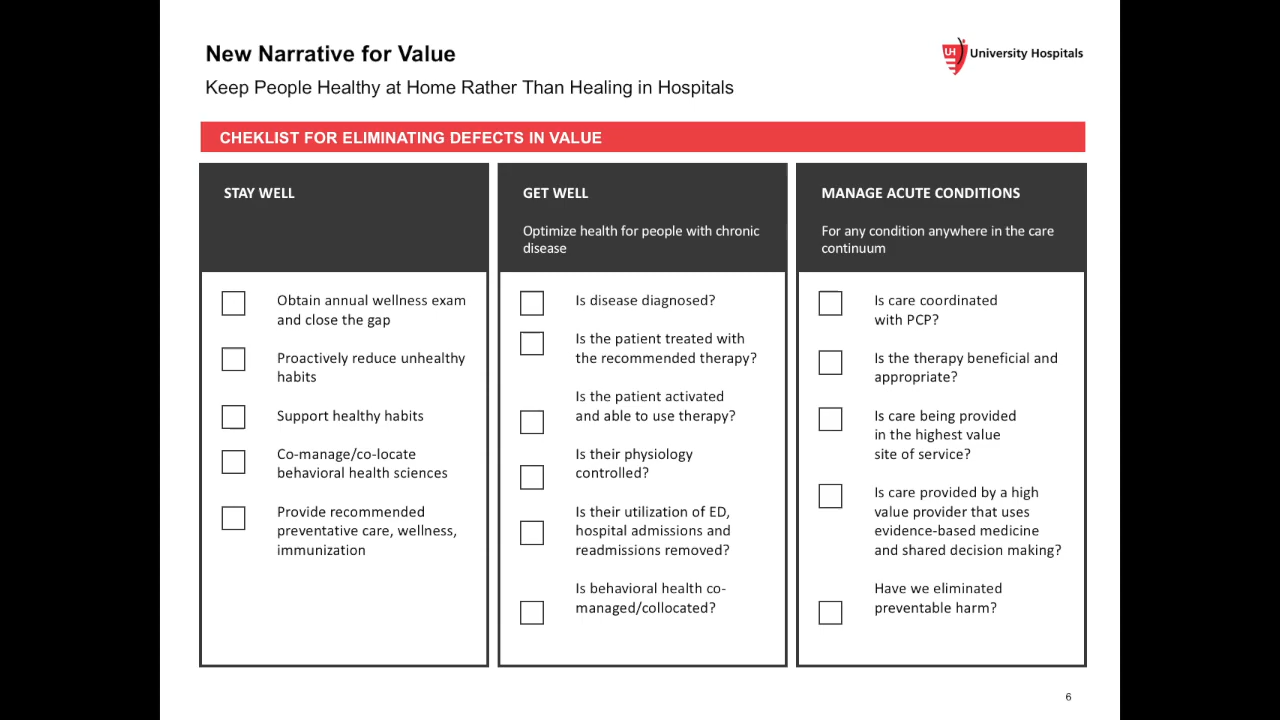 New Narrative for Value
Keep People Healthy at Home Rather Than Healing in Hospitals
UH University Hospitals
CHEKLIST FOR ELIMINATING DEFECTS IN VALUE
STAY WELL
Obtain annual wellness exam
and close the gap
Proactively reduce unhealthy
habits
Support healthy habits
Co-manage/co-locate
behavioral health sciences
Provide recommended
preventative care, wellness,
immunization
GET WELL
Optimize health for people with chronic
disease
Is disease diagnosed?
Is the patient treated with
the recommended therapy?
Is the patient activated
and able to use therapy?
Is their physiology
controlled?
Is their utilization of ED,
hospital admissions and
readmissions removed?
Is behavioral health co-
managed/collocated?
MANAGE ACUTE CONDITIONS
For any condition anywhere in the care
continuum
Is care coordinated
with PCP?
Is the therapy beneficial and
appropriate?
Is care being provided
in the highest value
site of service?
Is care provided by a high
value provider that uses
evidence-based medicine
and shared decision making?
Have we eliminated
preventable harm?
6